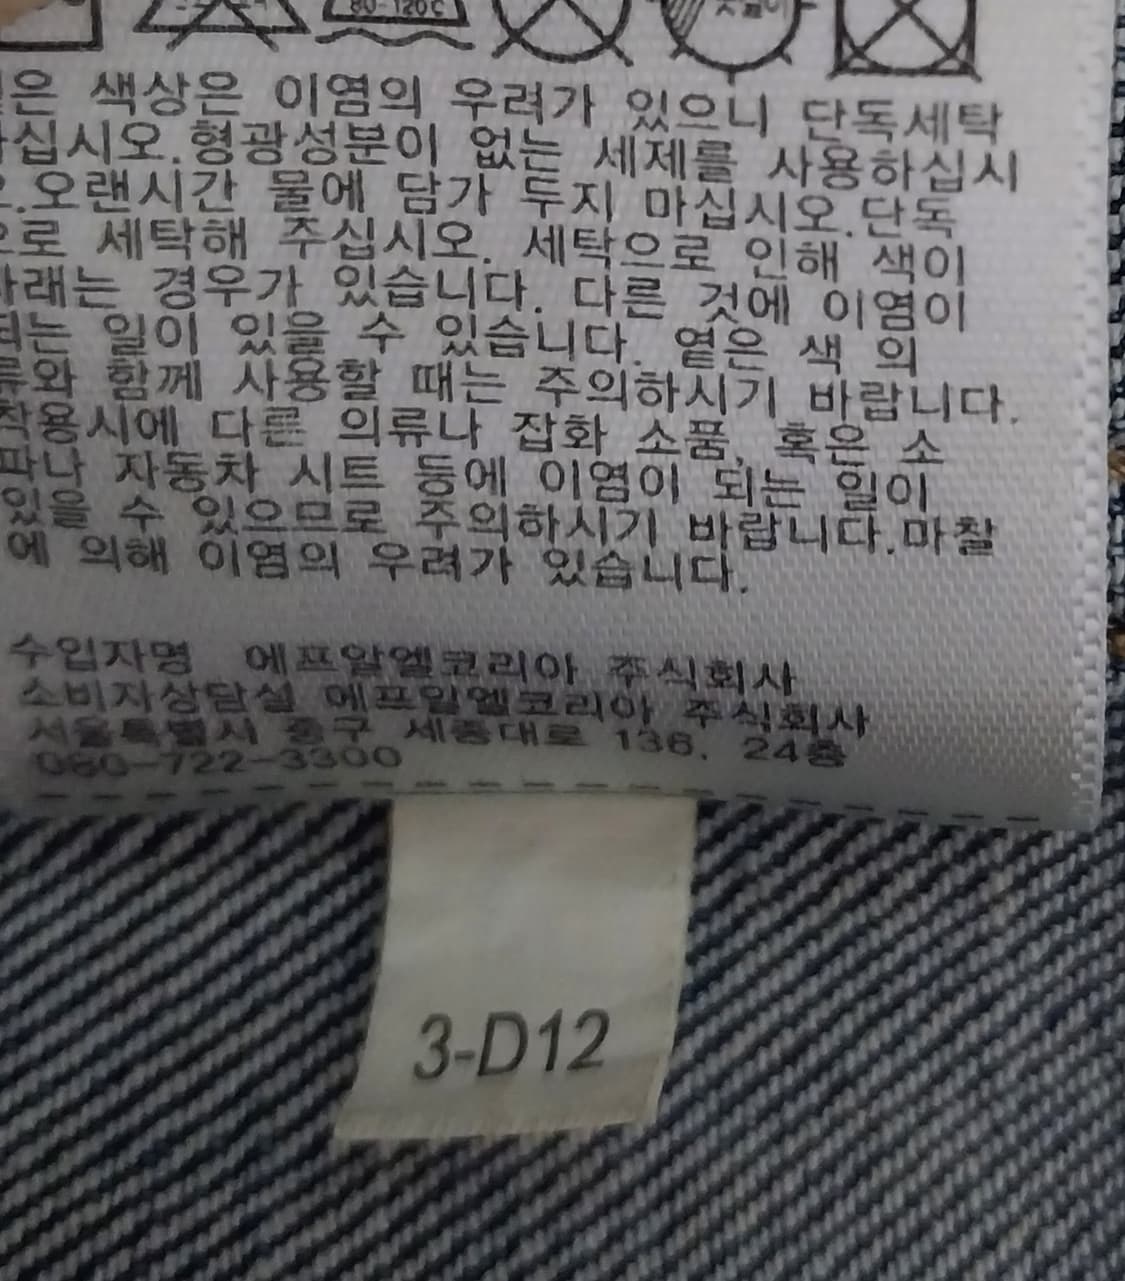 80-120℃
은 색상은 이염의 우려가 있으니 단독세탁
십시오.형광성분이 없는 세제를 사용하십시
.오랜시간 물에 담가 두지 마십시오.단독
으로 세탁해 주십시오. 세탁으로 인해 색이
바래는 경우가 있습니다. 다른 것에 이염이
되는 일이 있을 수 있습니다. 옅은 색 의
류와 함께 사용할 때는 주의하시기 바랍니다.
착용시에 다른 의류나 잡화 소품, 혹은 소
파나 자동차 시트 등에 이염이 되는 일이
있을 수 있으므로 주의하시기 바랍니다.마찰
에 의해 이염의 우려가 있습니다.
수입자명 에프알엘코리아 주식회사
소비자상담실 에프알엘코리아 주식회사
서울특별시 중구 세종대로 136, 24층
080-722-3300
3-D12